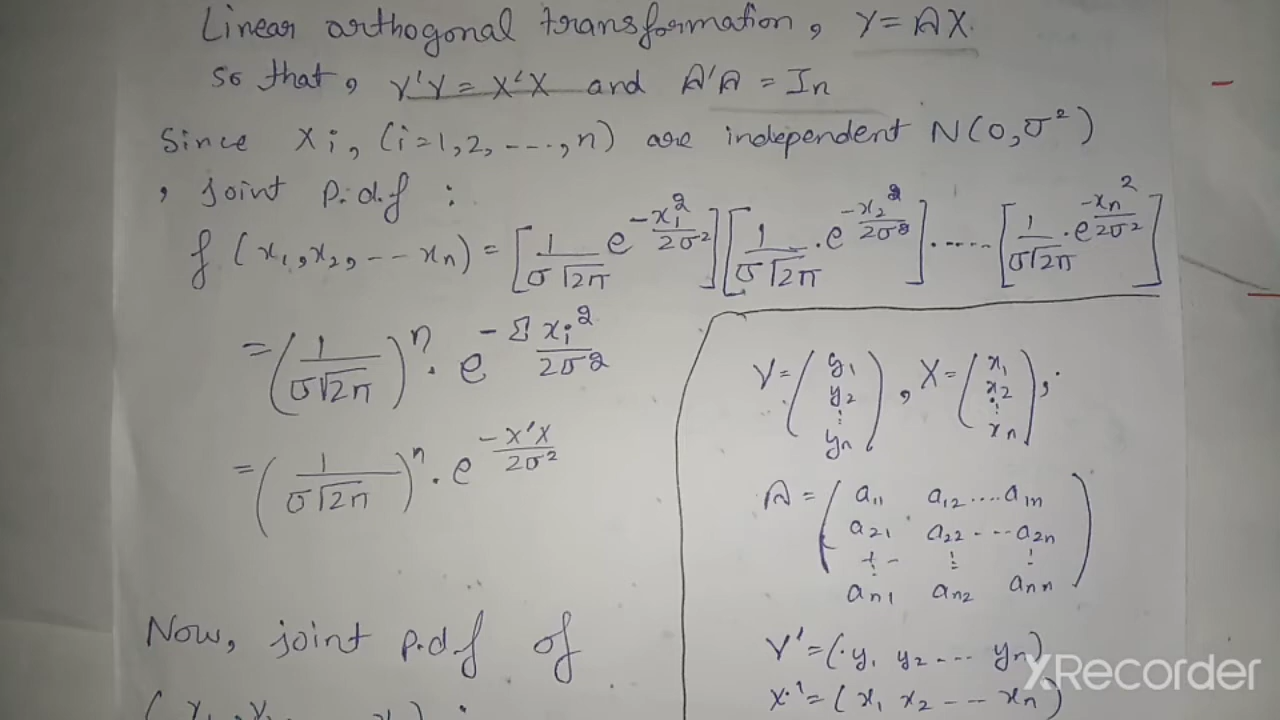 Linear orthogonal transformation, Y = AX.
so that, Y'Y = X'X and A'A = In
Since Xi, (i=1,2,----,n) are independent N(0,σ²)
, joint p.d.f :
f (x₁,x₂,--- xn) = [1/σ√2π e^(-x₁²/2σ²)][1/σ√2π . e^(-x₂²/2σ²)] ...... [1/σ√2π . e^(-xn²/2σ²)]
= (1/σ√2π)^n . e^(-Σ xi²/2σ²)
= (1/σ√2π)^n . e^(-X'X/2σ²)
Now, joint p.d.f of
Y = (y₁ y₂ ⋮ yn), X = (x₁ x₂ ⋮ xn),
A = (a₁₁ a₁₂ .... a₁n
a₂₁ a₂₂ --- a₂n
⋮ ⋮ ⋮
an₁ an₂ ann)
Y' = (y₁ y₂ --- yn)
X' = (x₁ x₂ --- xn)
XRecorder